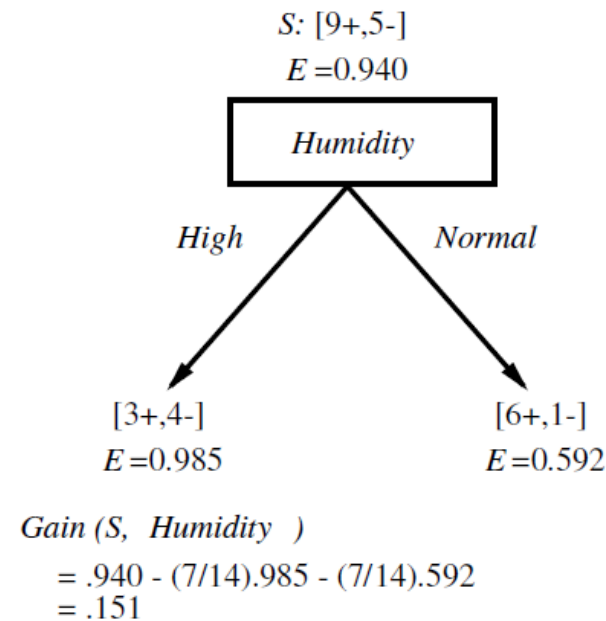 S: [9+,5-]
E =0.940
Humidity
High Normal
[3+,4-] [6+,1-]
E =0.985 E =0.592
Gain (S, Humidity )
= .940 - (7/14).985 - (7/14).592
= .151